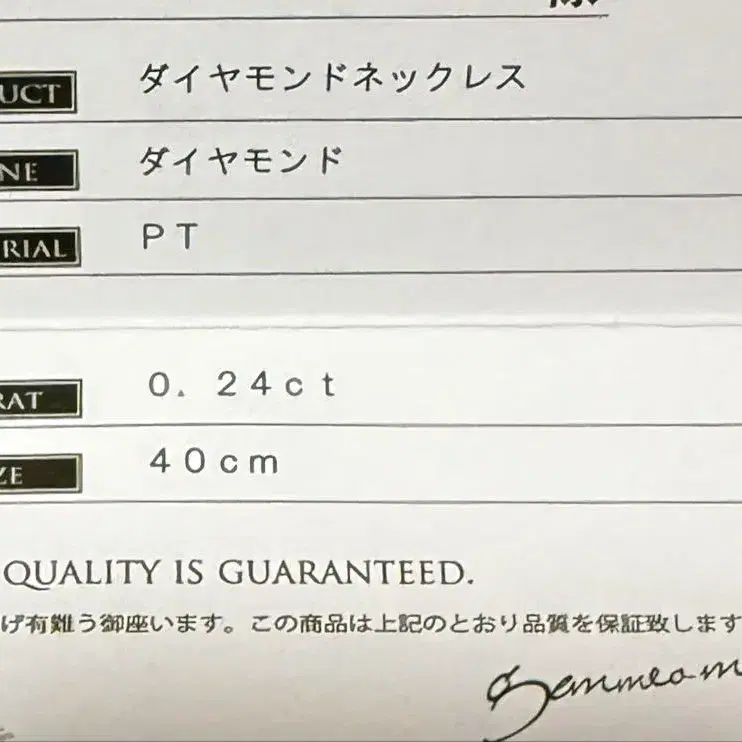 UCT ダイヤモンドネックレス
NE ダイヤモンド
RIAL PT
RAT 0.24ct
ZE 40cm
QUALITY IS GUARANTEED.
げ有難う御座います。この商品は上記のとおり品質を保証致します